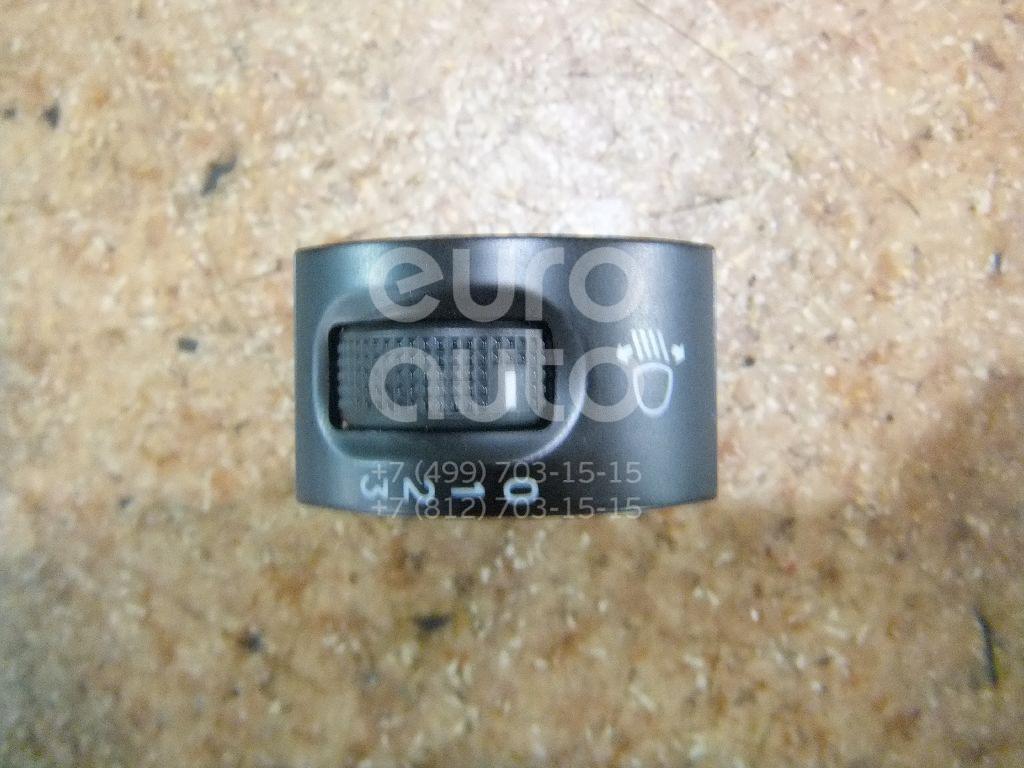 euro
auto
+7 (499) 703-15-15
+7 (812) 703-15-15
3 2 1 0